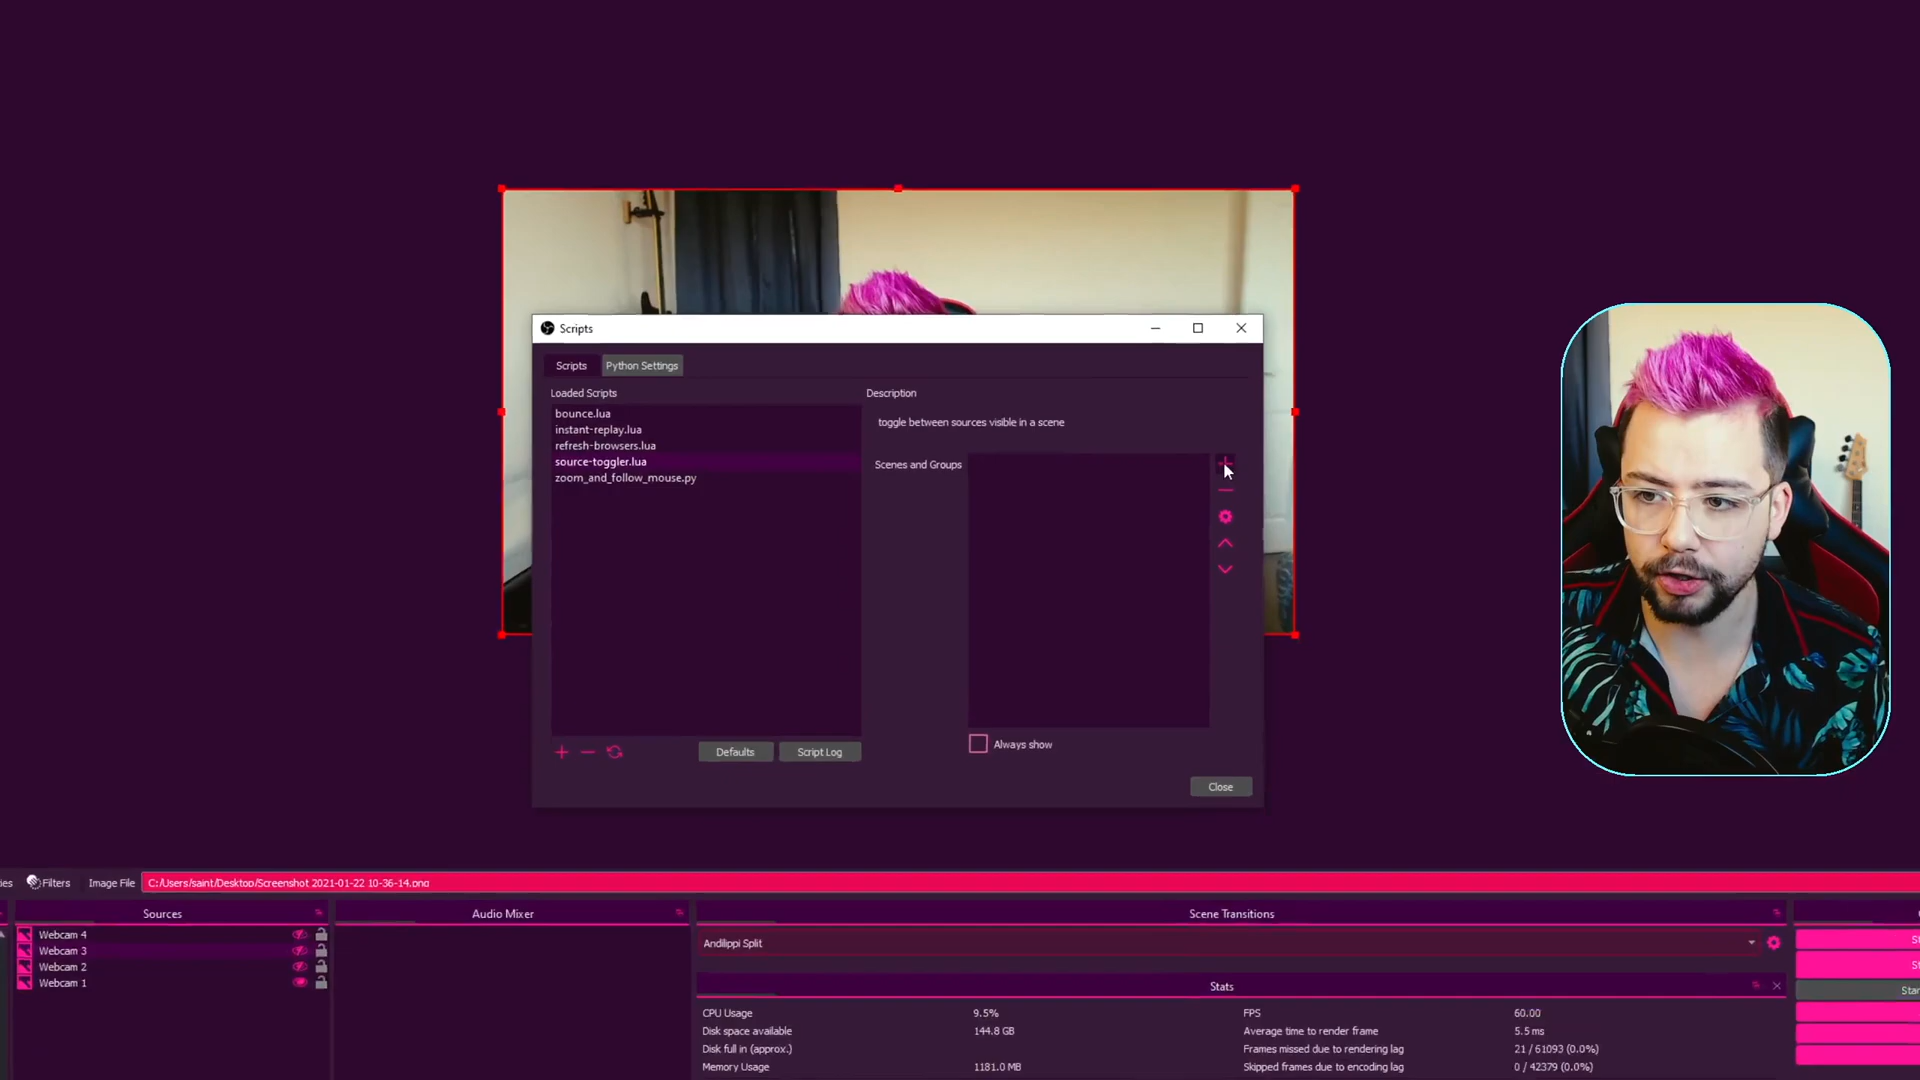 Scripts
Scripts
Python Settings
Loaded Scripts
Description
bounce.lua
instant-replay.lua
refresh-browsers.lua
source-toggler.lua
zoom_and_follow_mouse.py
toggle between sources visible in a scene
Scenes and Groups
Always show
Defaults
Script Log
Close
ies
Filters
Image File
C:/Users/saint/Desktop/Screenshot 2021-01-22 10-36-14.png
Sources
Audio Mixer
Scene Transitions
Webcam 4
Webcam 3
Webcam 2
Webcam 1
Andilippi Split
Stats
CPU Usage 9.5%
Disk space available 144.8 GB
Disk full in (approx.)
Memory Usage 1181.0 MB
FPS 60.00
Average time to render frame 5.5 ms
Frames missed due to rendering lag 21 / 61093 (0.0%)
Skipped frames due to encoding lag 0 / 42379 (0.0%)
St
St
Star